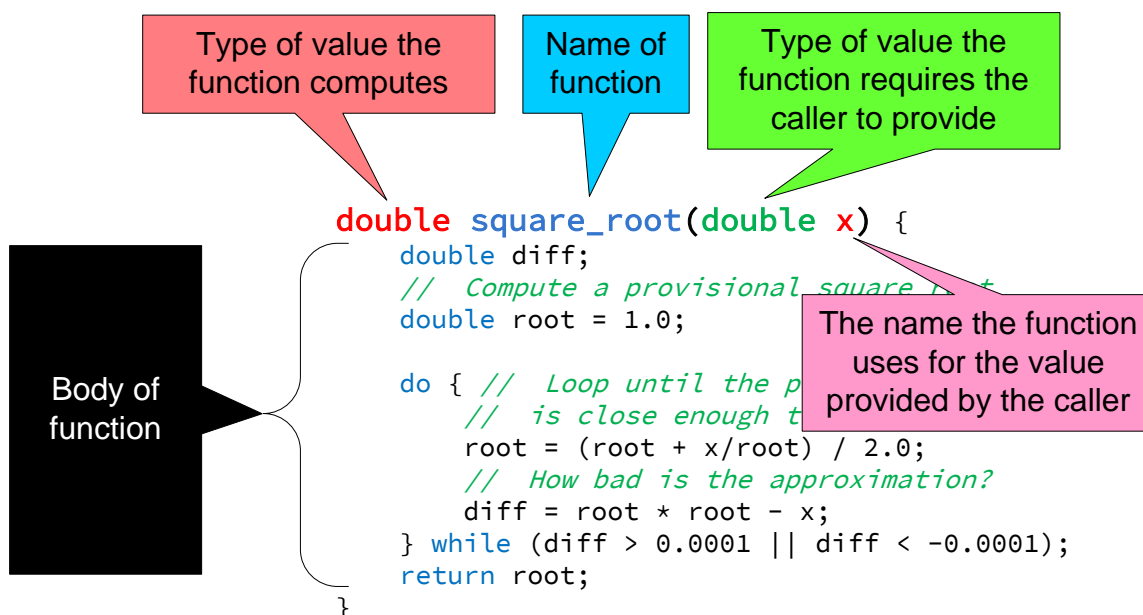 Type of value the
function computes
Name of
function
Type of value the
function requires the
caller to provide
double square_root(double x) {
double diff;
// Compute a provisional square
double root = 1.0;
The name the function
uses for the value
provided by the caller
Body of
function
do { // Loop until the
// is close enough
root = (root + x/root) / 2.0;
// How bad is the approximation?
diff = root * root - x;
} while (diff > 0.0001 || diff < -0.0001);
return root;
}